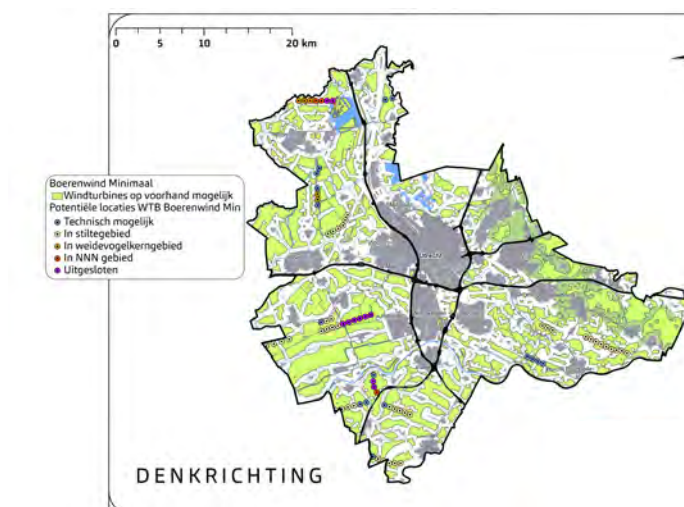 0 5 10 20 km
Boerenwind Minimaal
Windturbines op voorhand mogelijk
Potentiële locaties WTB Boerenwind Min
Technisch mogelijk
In stiltegebied
In weidevogelkerngebied
In NNN gebied
Uitgesloten
DENKRICHTING